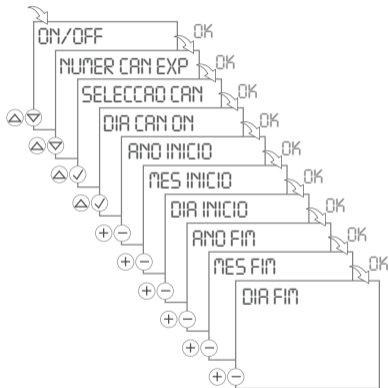 ON/OFF
OK
NUMER CAN EXP
OK
SELECCAO CAN
OK
DIA CAN ON
OK
ANO INICIO
OK
MES INICIO
OK
DIA INICIO
OK
ANO FIM
OK
MES FIM
OK
DIA FIM